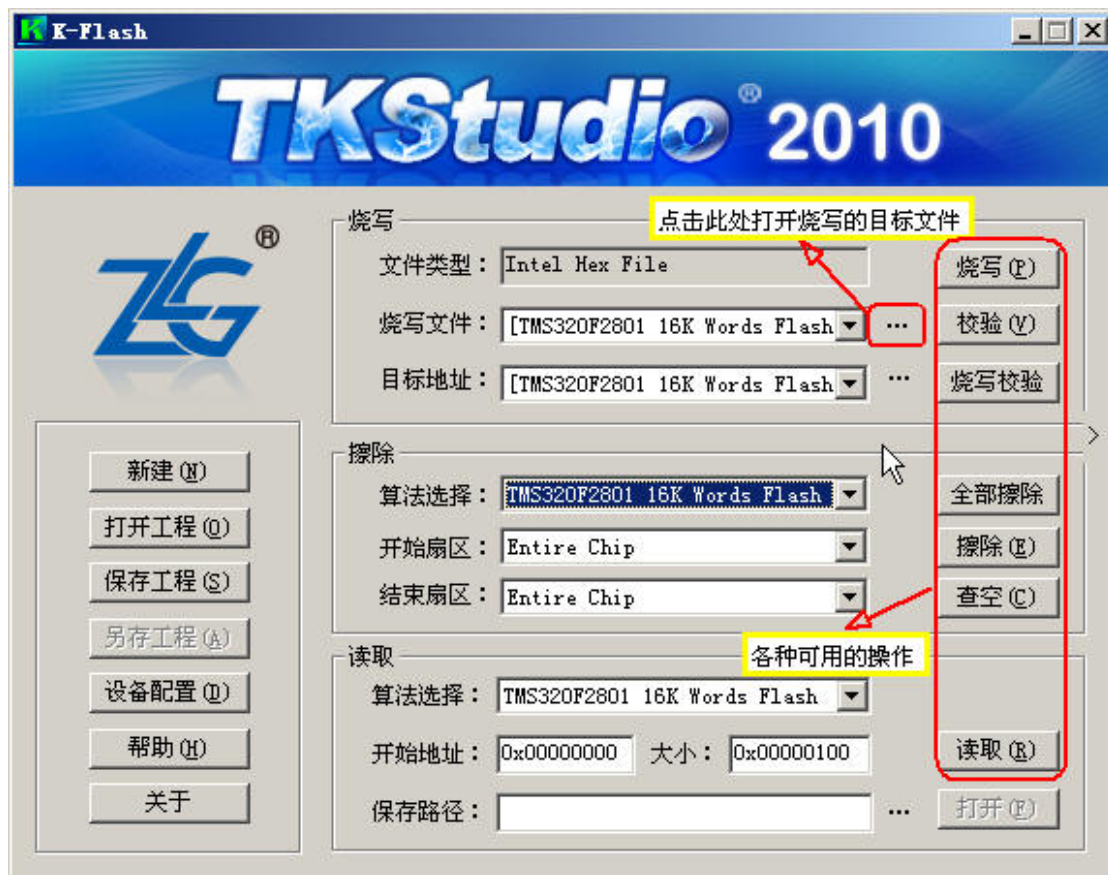 K-Flash
TKStudio® 2010
ZLG®
新建(N)
打开工程(O)
保存工程(S)
另存工程(A)
设备配置(D)
帮助(H)
关于
烧写
点击此处打开烧写的目标文件
文件类型： Intel Hex File 烧写(P)
烧写文件： [TMS320F2801 16K Words Flash ... 校验(V)
目标地址： [TMS320F2801 16K Words Flash ... 烧写校验
擦除
算法选择： TMS320F2801 16K Words Flash 全部擦除
开始扇区： Entire Chip 擦除(E)
结束扇区： Entire Chip 查空(C)
各种可用的操作
读取
算法选择： TMS320F2801 16K Words Flash
开始地址： 0x00000000 大小： 0x00000100 读取(R)
保存路径： ... 打开(F)